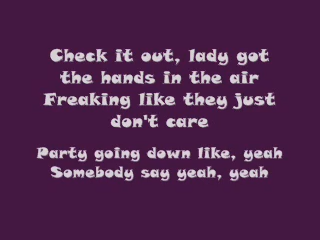 Check it out, lady got
the hands in the air
Freaking like they just
don't care
Party going down like, yeah
Somebody say yeah, yeah